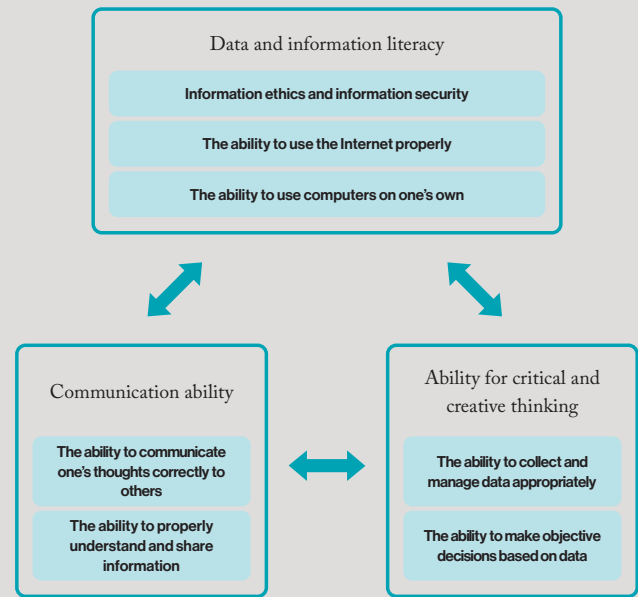 Data and information literacy
Information ethics and information security
The ability to use the Internet properly
The ability to use computers on one's own
Communication ability
The ability to communicate
one's thoughts correctly to
others
The ability to properly
understand and share
information
Ability for critical and
creative thinking
The ability to collect and
manage data appropriately
The ability to make objective
decisions based on data